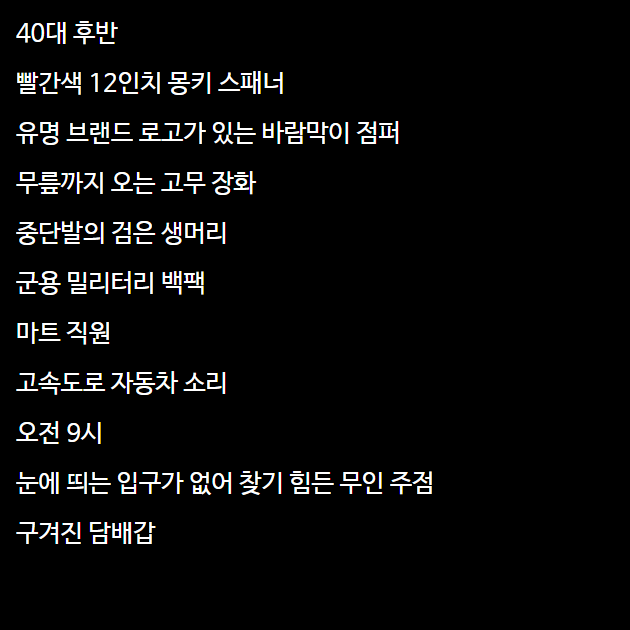 40대 후반
빨간색 12인치 몽키 스패너
유명 브랜드 로고가 있는 바람막이 점퍼
무릎까지 오는 고무 장화
중단발의 검은 생머리
군용 밀리터리 백팩
마트 직원
고속도로 자동차 소리
오전 9시
눈에 띄는 입구가 없어 찾기 힘든 무인 주점
구겨진 담배갑